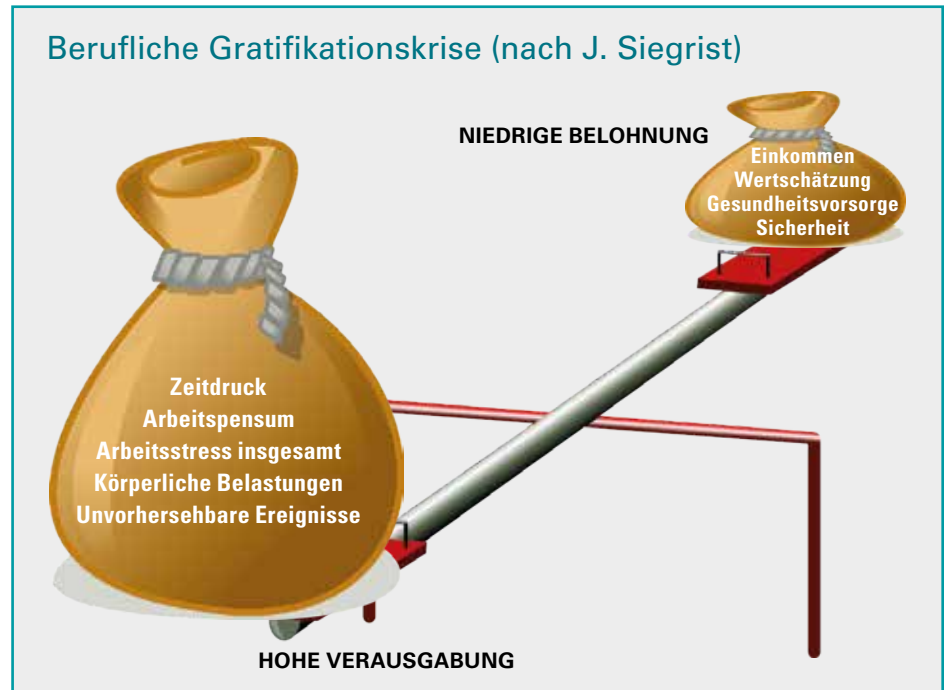 Berufliche Gratifikationskrise (nach J. Siegrist)
NIEDRIGE BELOHNUNG
Einkommen
Wertschätzung
Gesundheitsvorsorge
Sicherheit
Zeitdruck
Arbeitspensum
Arbeitsstress insgesamt
Körperliche Belastungen
Unvorhersehbare Ereignisse
HOHE VERAUSGABUNG